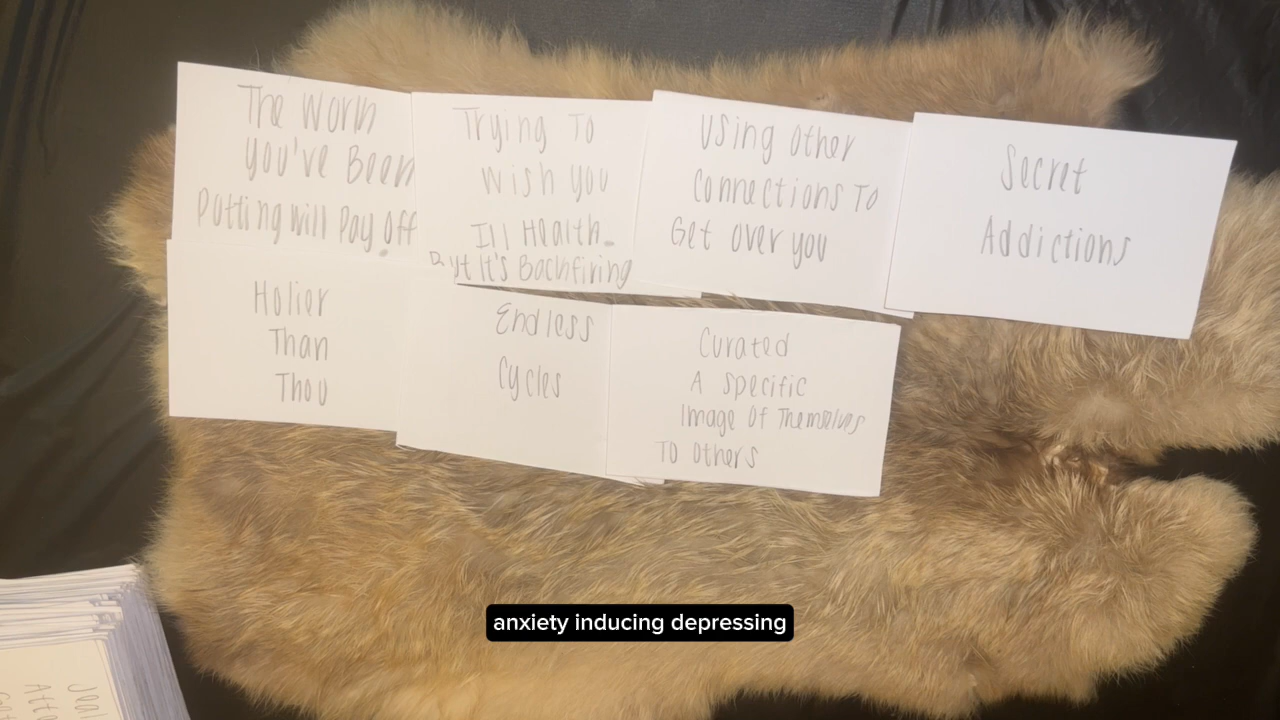 The Work
You've Been
Putting will Pay Off.
Trying To
Wish You
Ill Health.
But It's Backfiring
Using Other
Connections To
Get Over You
Secret
Addictions
Holier
Than
Thou
Endless
Cycles
Curated
A Specific
Image Of Themselves
To Others
anxiety inducing depressing